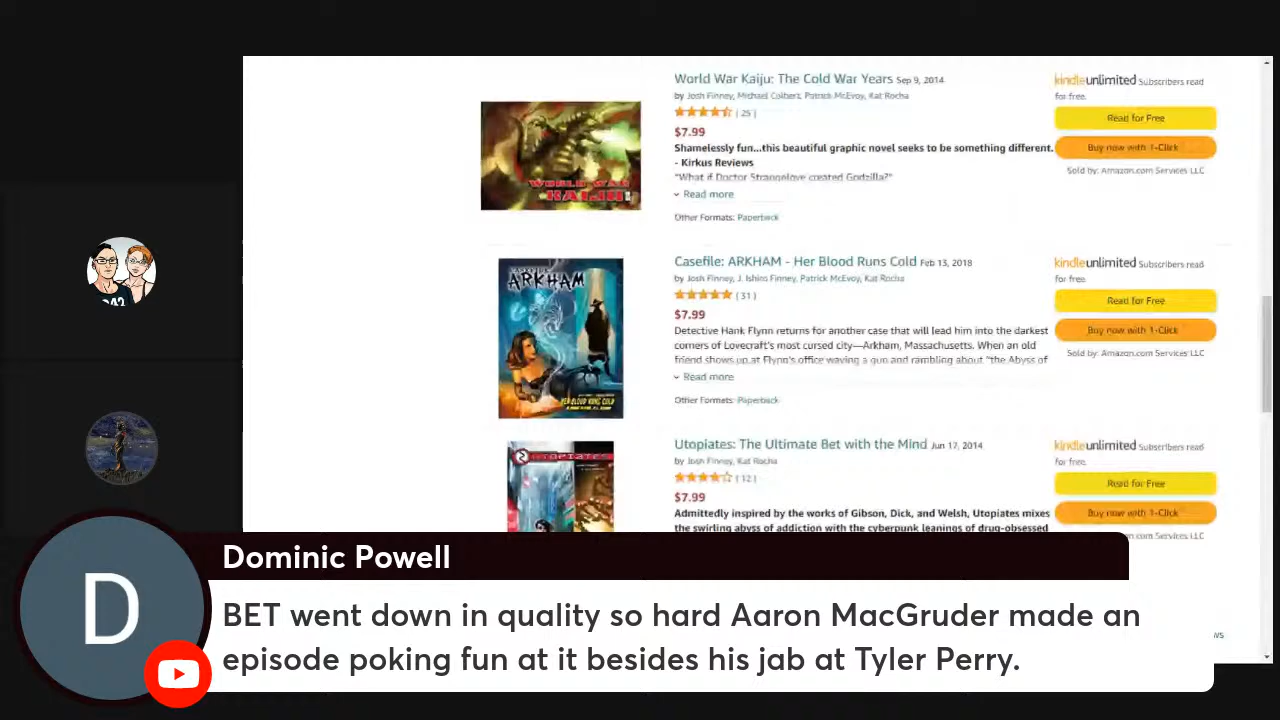 World War Kaiju: The Cold War Years Sep 9, 2014
by Josh Finney, Michael Colbert, Patrick McEvoy, Kat Rocha
( 25 )
$7.99
Shamelessly fun...this beautiful graphic novel seeks to be something different.
- Kirkus Reviews
"What if Doctor Strangelove created Godzilla?"
Read more
Other Formats: Paperback
kindleunlimited Subscribers read
for free.
Read for Free
Buy now with 1-Click
Sold by: Amazon.com Services LLC
WORLD WAR
KAIJU
Casefile: ARKHAM - Her Blood Runs Cold Feb 13, 2018
by Josh Finney, J. Ishiro Finney, Patrick McEvoy, Kat Rocha
( 31 )
$7.99
Detective Hank Flynn returns for another case that will lead him into the darkest
corners of Lovecraft's most cursed city—Arkham, Massachusetts. When an old
friend shows up at Flynn's office waving a gun and rambling about "the Abyss of
Read more
Other Formats: Paperback
kindleunlimited Subscribers read
for free.
Read for Free
Buy now with 1-Click
Sold by: Amazon.com Services LLC
ARKHAM
HER BLOOD RUNS COLD
Utopiates: The Ultimate Bet with the Mind Jun 17, 2014
by Josh Finney, Kat Rocha
( 12 )
$7.99
Admittedly inspired by the works of Gibson, Dick, and Welsh, Utopiates mixes
the swirling abyss of addiction with the cyberpunk leanings of drug-obsessed
kindleunlimited Subscribers read
for free.
Read for Free
Buy now with 1-Click
on.com Services LLC
UTOPIATES
D
Dominic Powell
BET went down in quality so hard Aaron MacGruder made an
episode poking fun at it besides his jab at Tyler Perry.